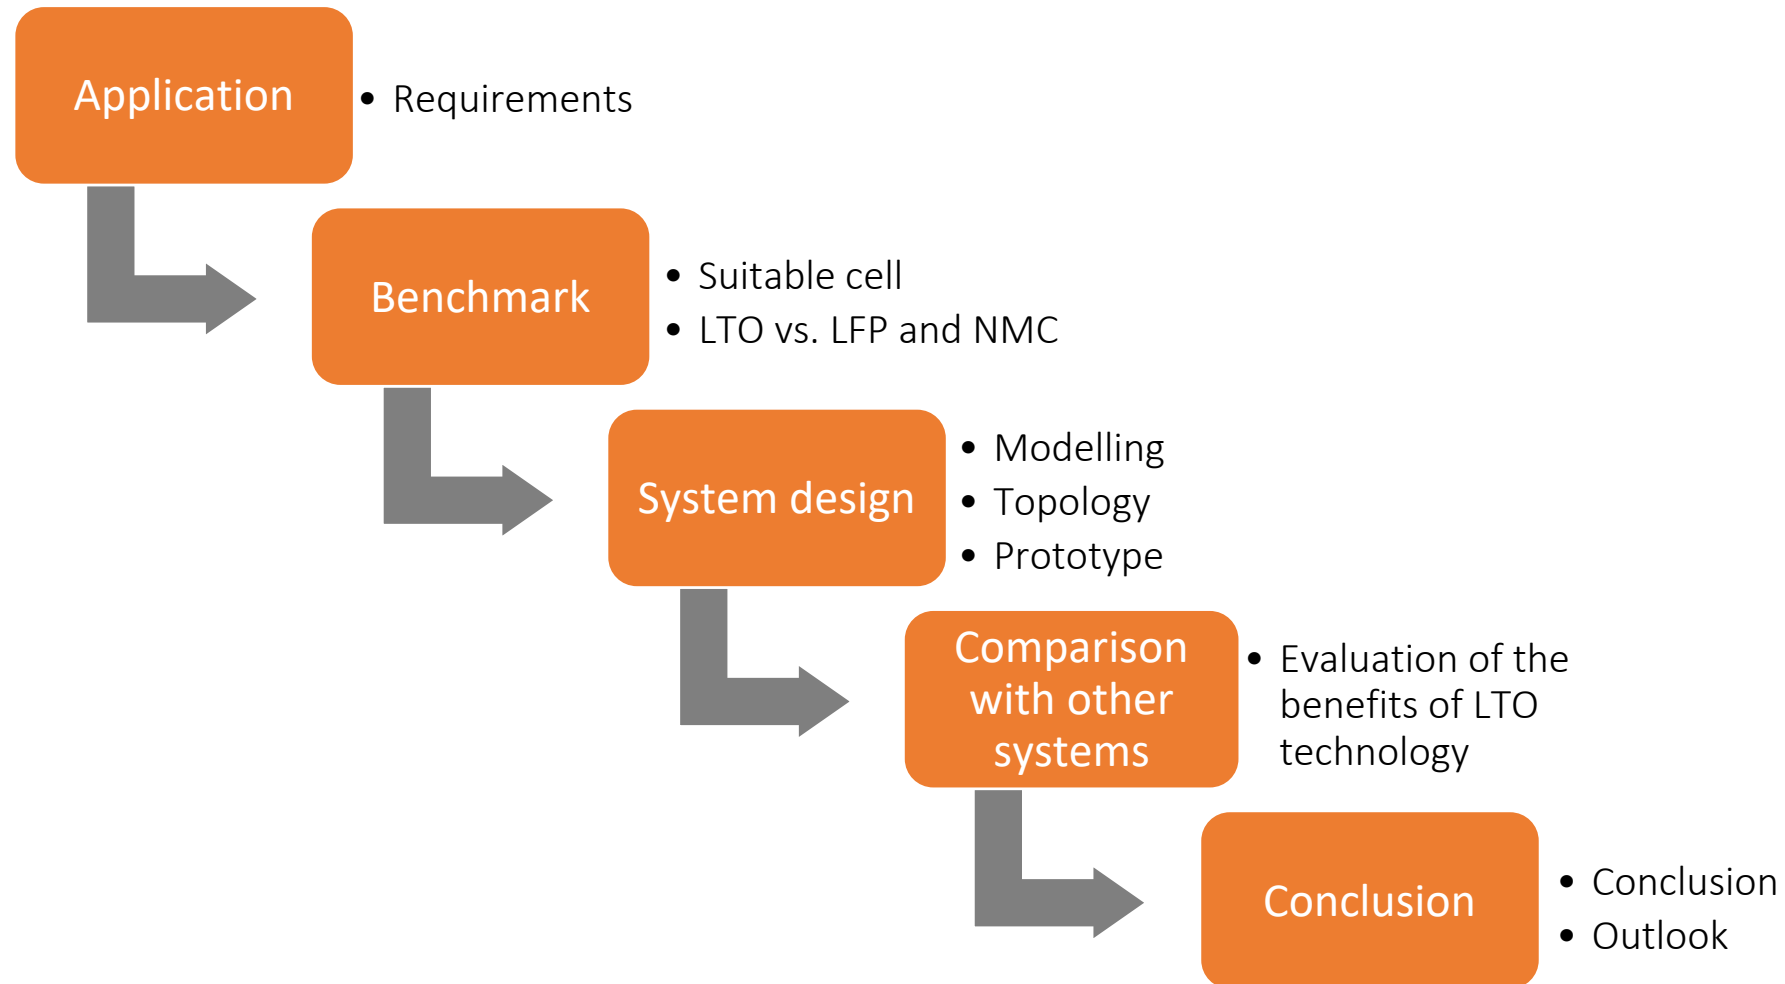 Application
• Requirements
Benchmark
• Suitable cell
• LTO vs. LFP and NMC
System design
• Modelling
• Topology
• Prototype
Comparison
with other
systems
• Evaluation of the
benefits of LTO
technology
Conclusion
• Conclusion
• Outlook